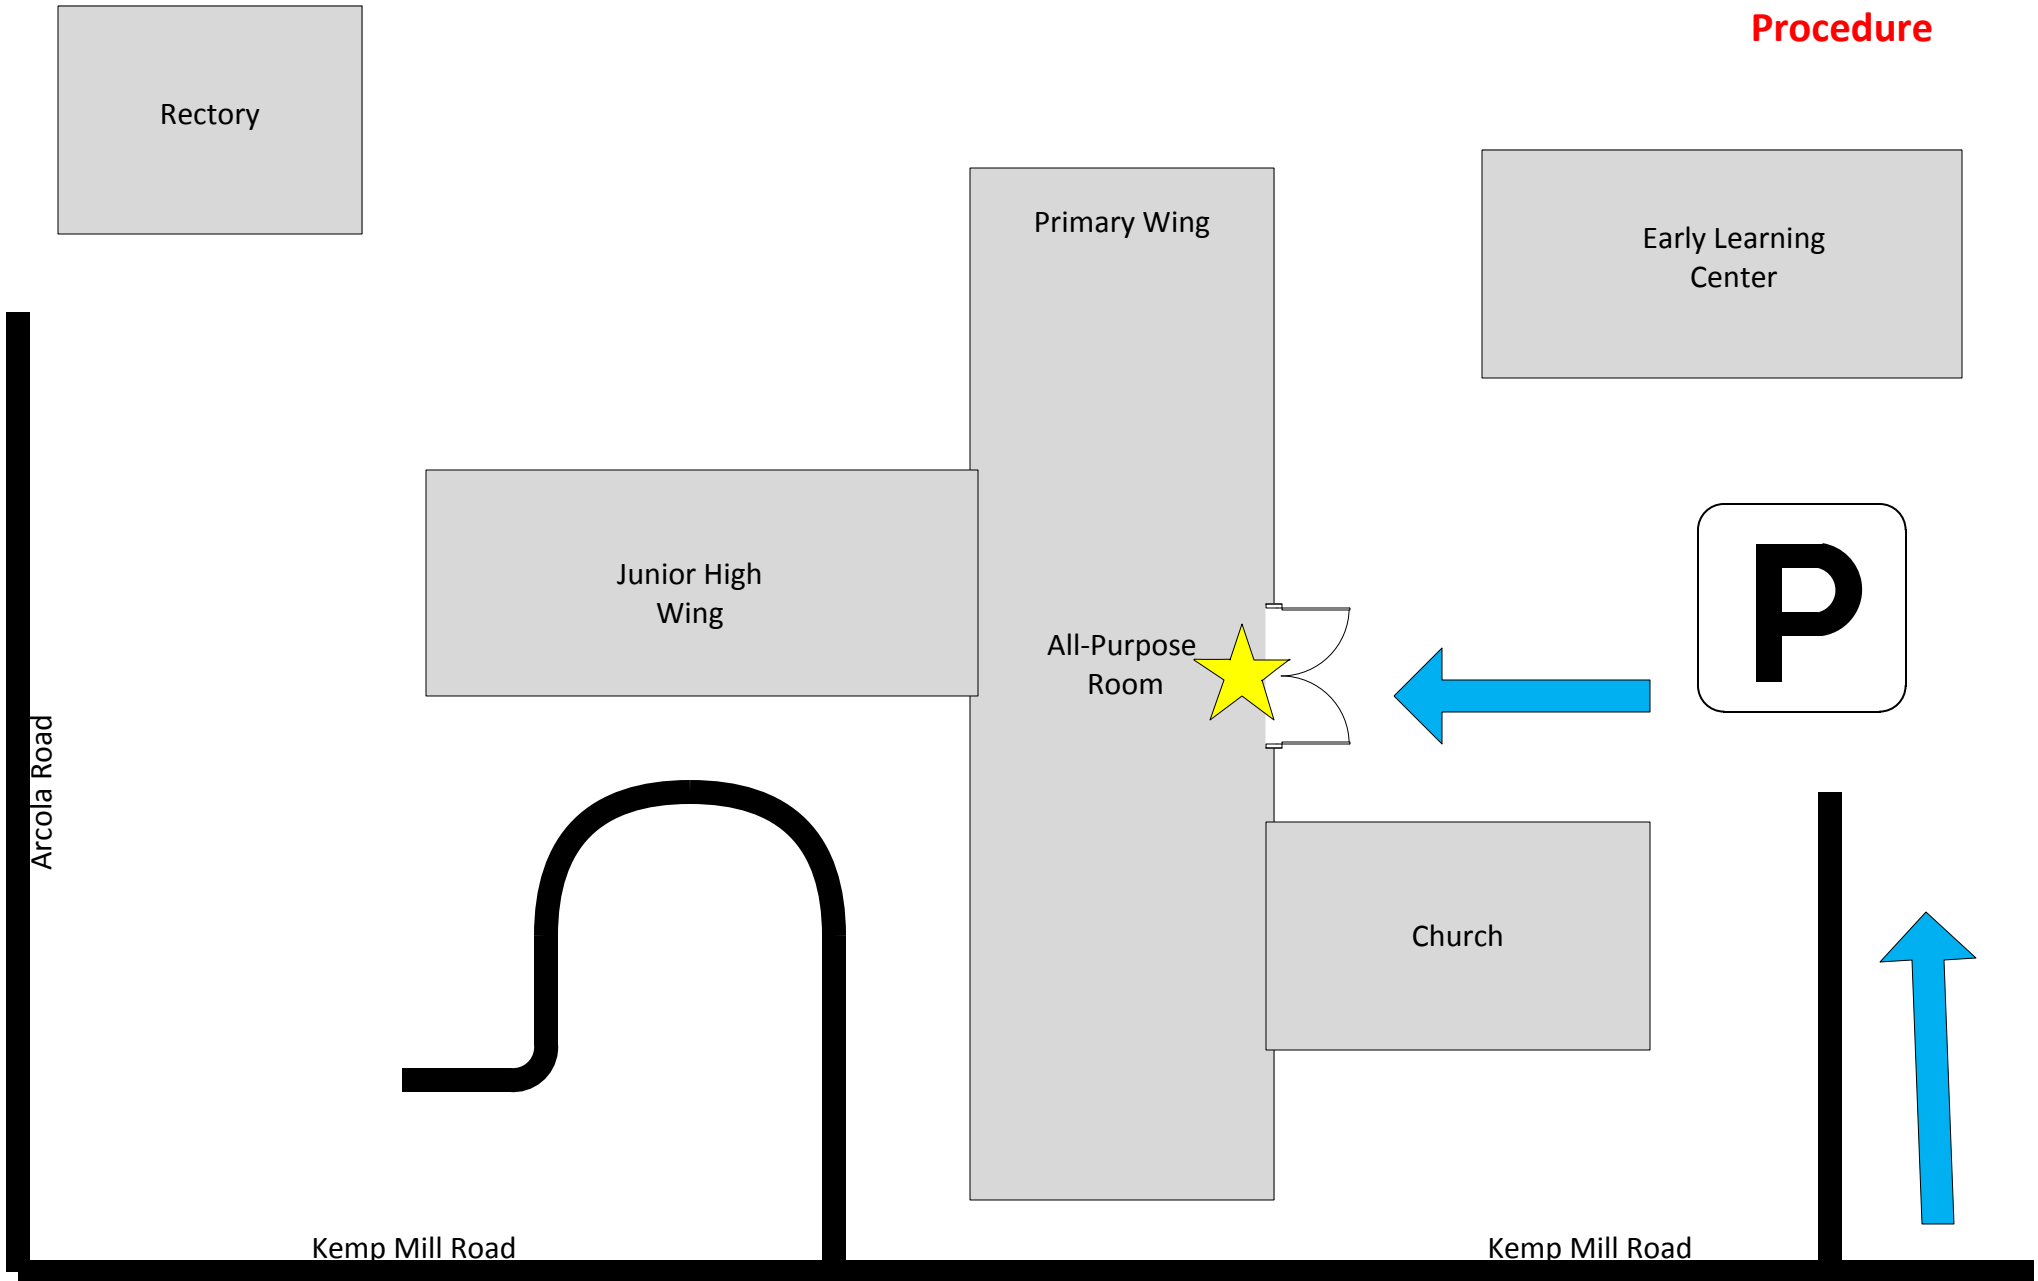 Procedure
Rectory
Primary Wing
Early Learning
Center
Junior High
Wing
All-Purpose
Room
P
Arcola Road
Church
Kemp Mill Road
Kemp Mill Road